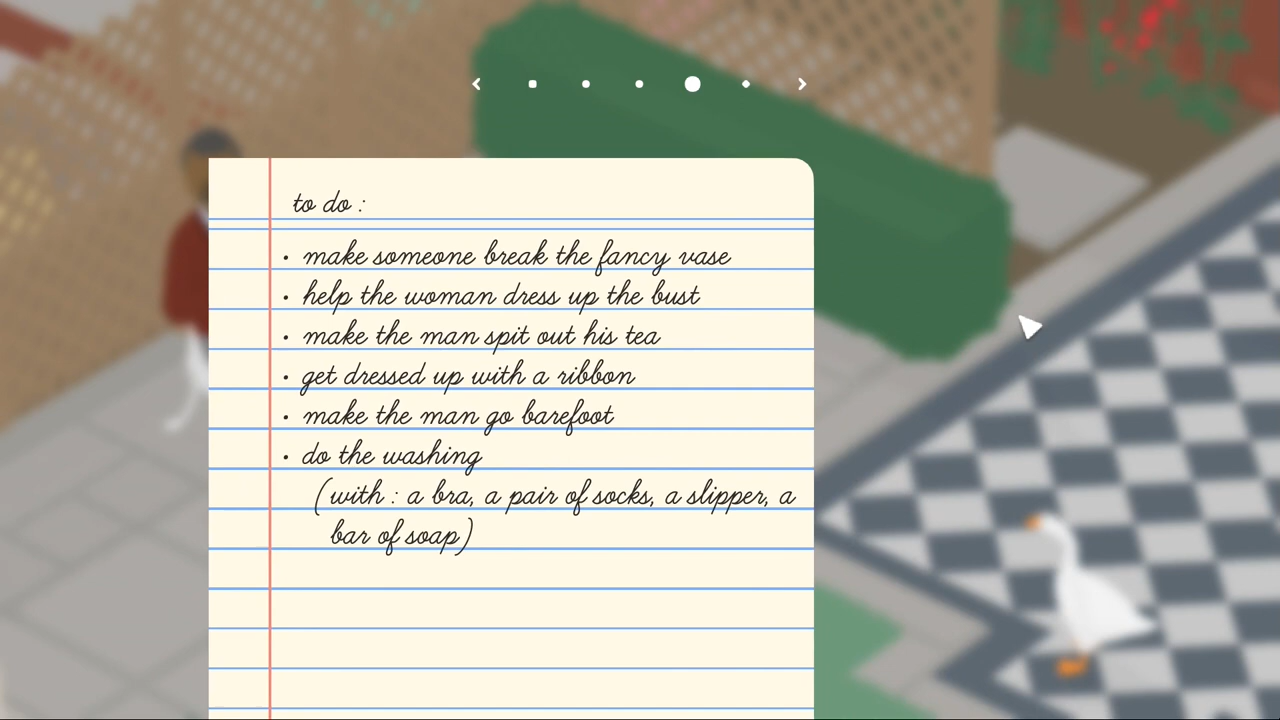 to do :
• make someone break the fancy vase
• help the woman dress up the bust
• make the man spit out his tea
• get dressed up with a ribbon
• make the man go barefoot
• do the washing
(with : a bra, a pair of socks, a slipper, a
bar of soap)